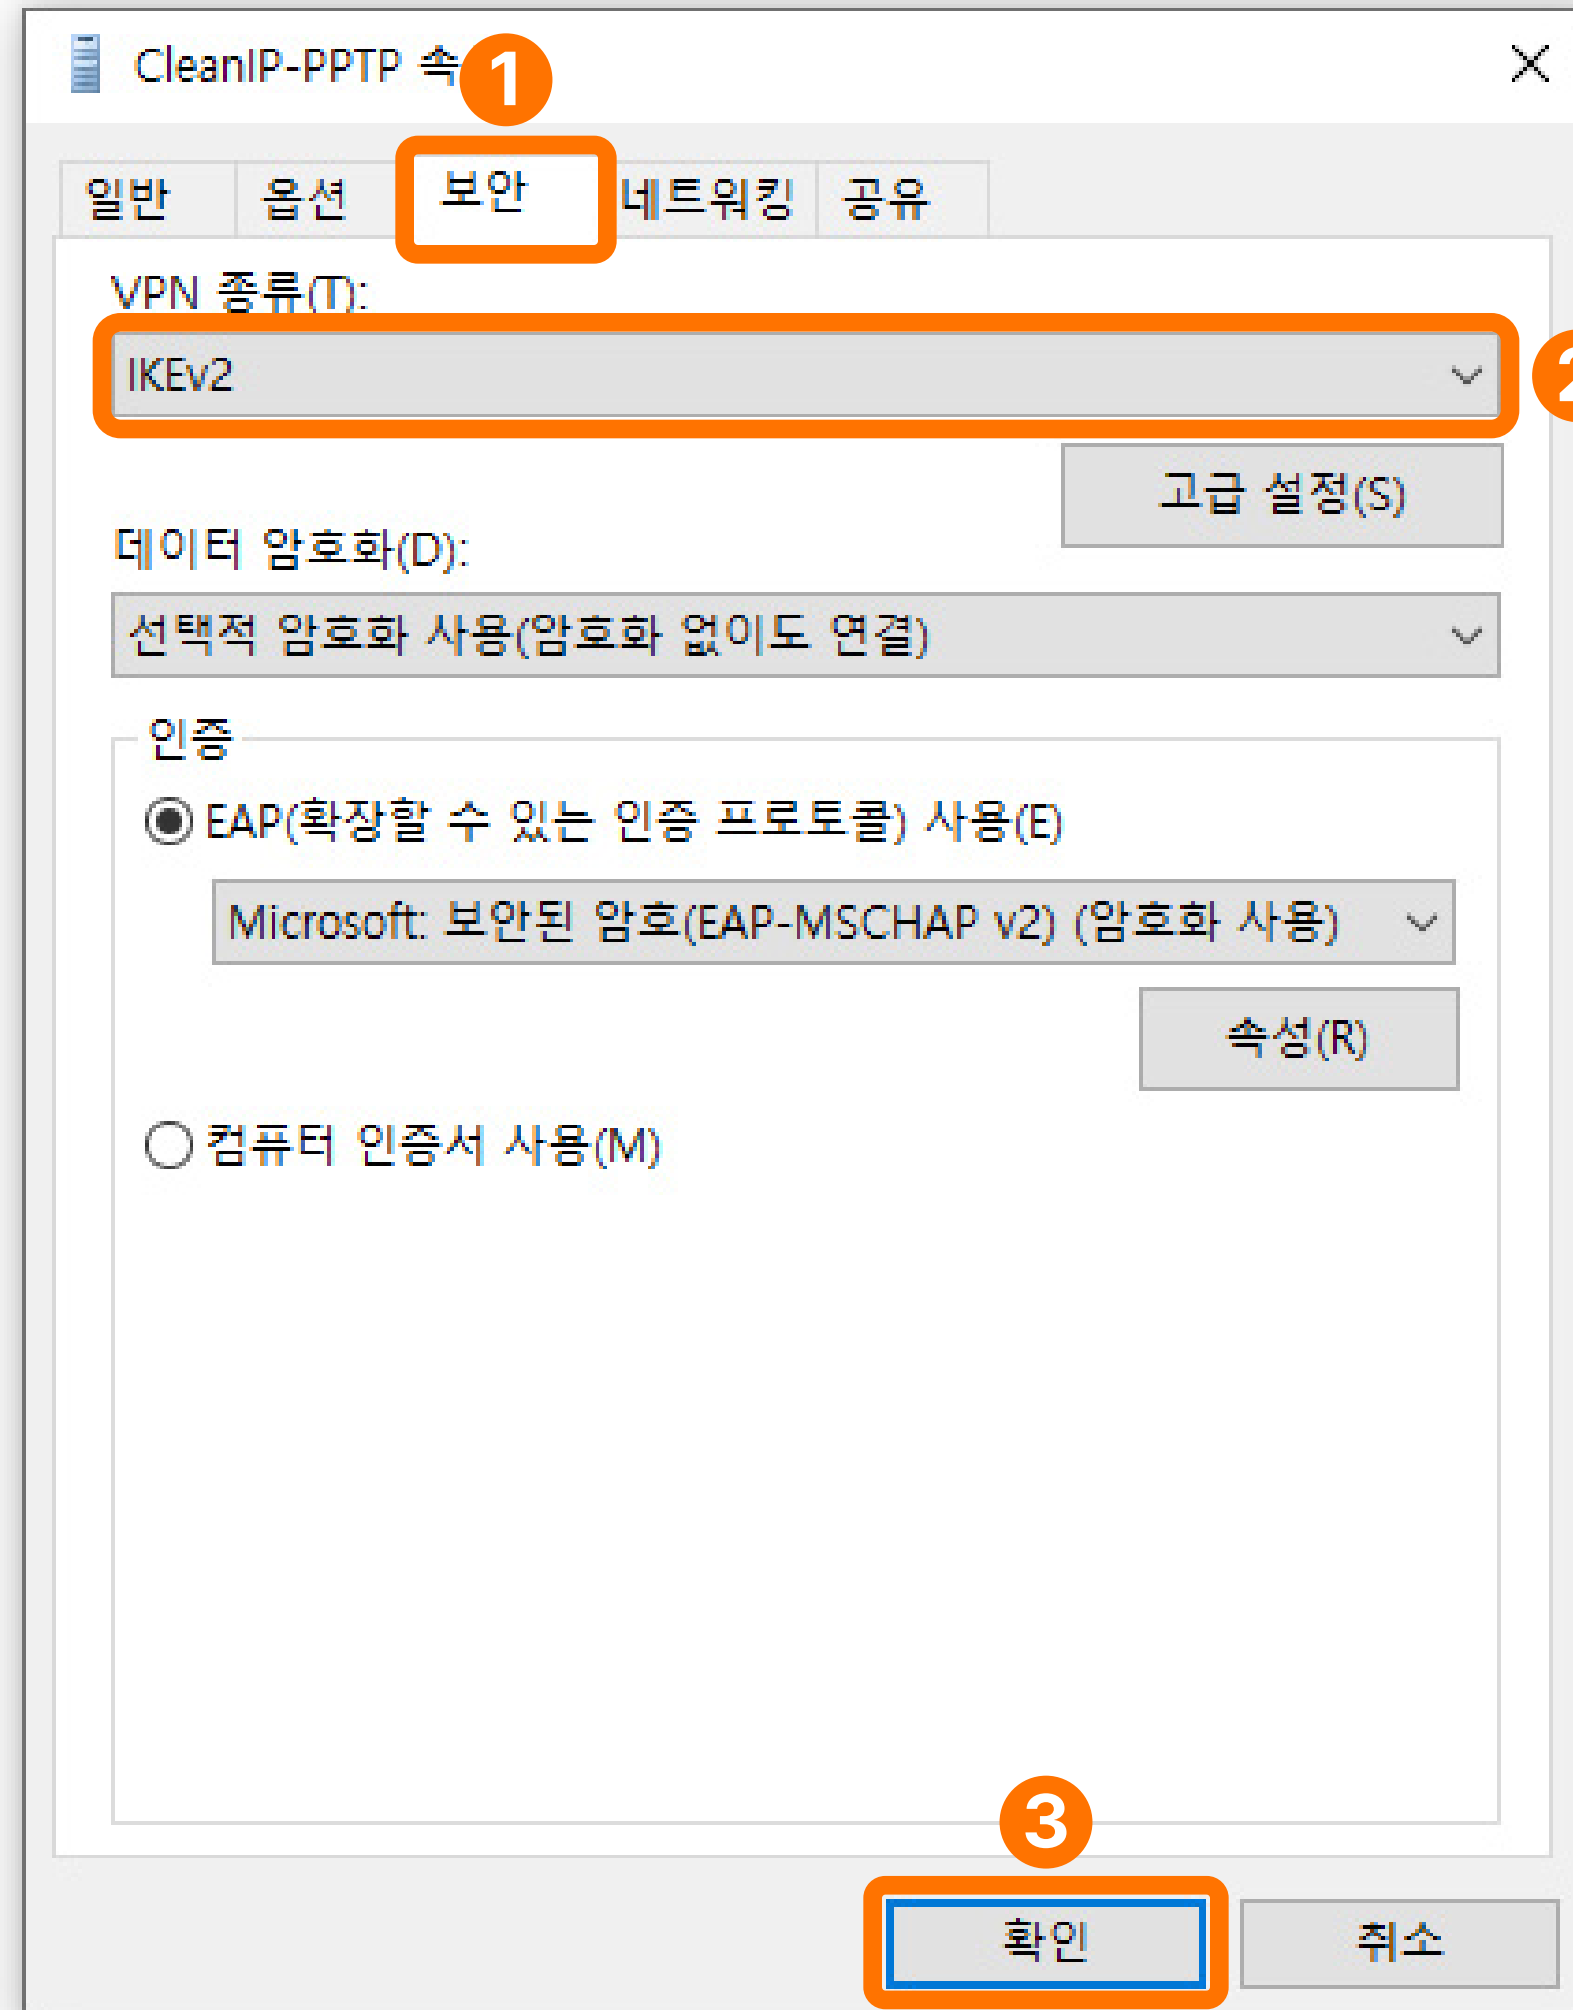 CleanIP-PPTP 속
1
일반 옵션 보안 네트워킹 공유
VPN 종류(T):
IKEv2
2
고급 설정(S)
데이터 암호화(D):
선택적 암호화 사용(암호화 없이도 연결)
인증
EAP(확장할 수 있는 인증 프로토콜) 사용(E)
Microsoft: 보안된 암호(EAP-MSCHAP v2) (암호화 사용)
속성(R)
컴퓨터 인증서 사용(M)
3
확인 취소